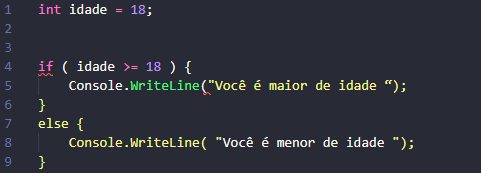 1 int idade = 18;
2
3
4 if ( idade >= 18 ) {
5 Console.WriteLine("Você é maior de idade “);
6 }
7 else {
8 Console.WriteLine( "Você é menor de idade ");
9 }